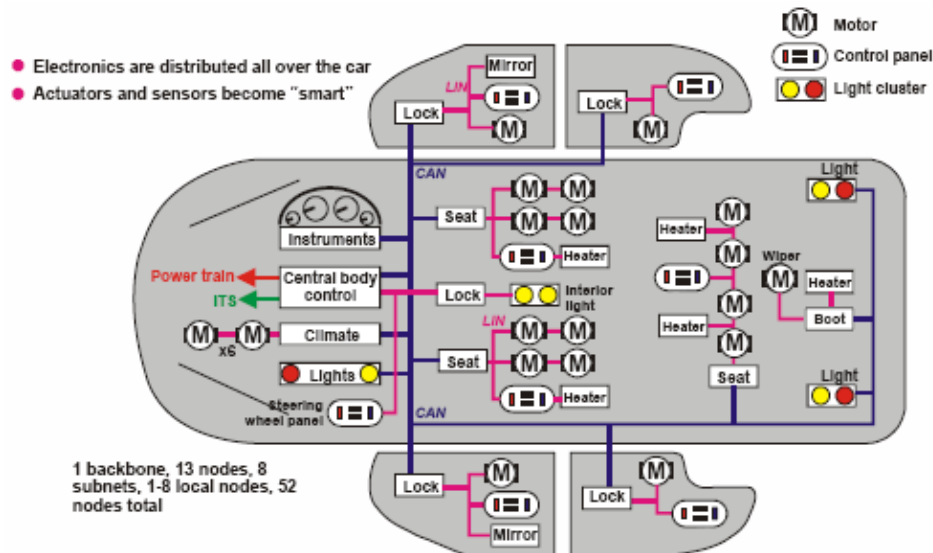 Electronics are distributed all over the car
Actuators and sensors become "smart"
Motor
Control panel
Light cluster
Mirror
LIN
Lock
M
Lock
M
CAN
Light
Instruments
Seat
M M
M M
Heater
M
Heater
M
Wiper
M
Heater
Power train
ITS
Central body
control
Lock
Interior
light
M
Heater
Boot
M M
x6
Climate
LIN
Seat
M M
M M
Heater
M
Seat
Light
Lights
Steering
wheel panel
CAN
1 backbone, 13 nodes, 8
subnets, 1-8 local nodes, 52
nodes total
Lock
M
Mirror
Lock
M
M